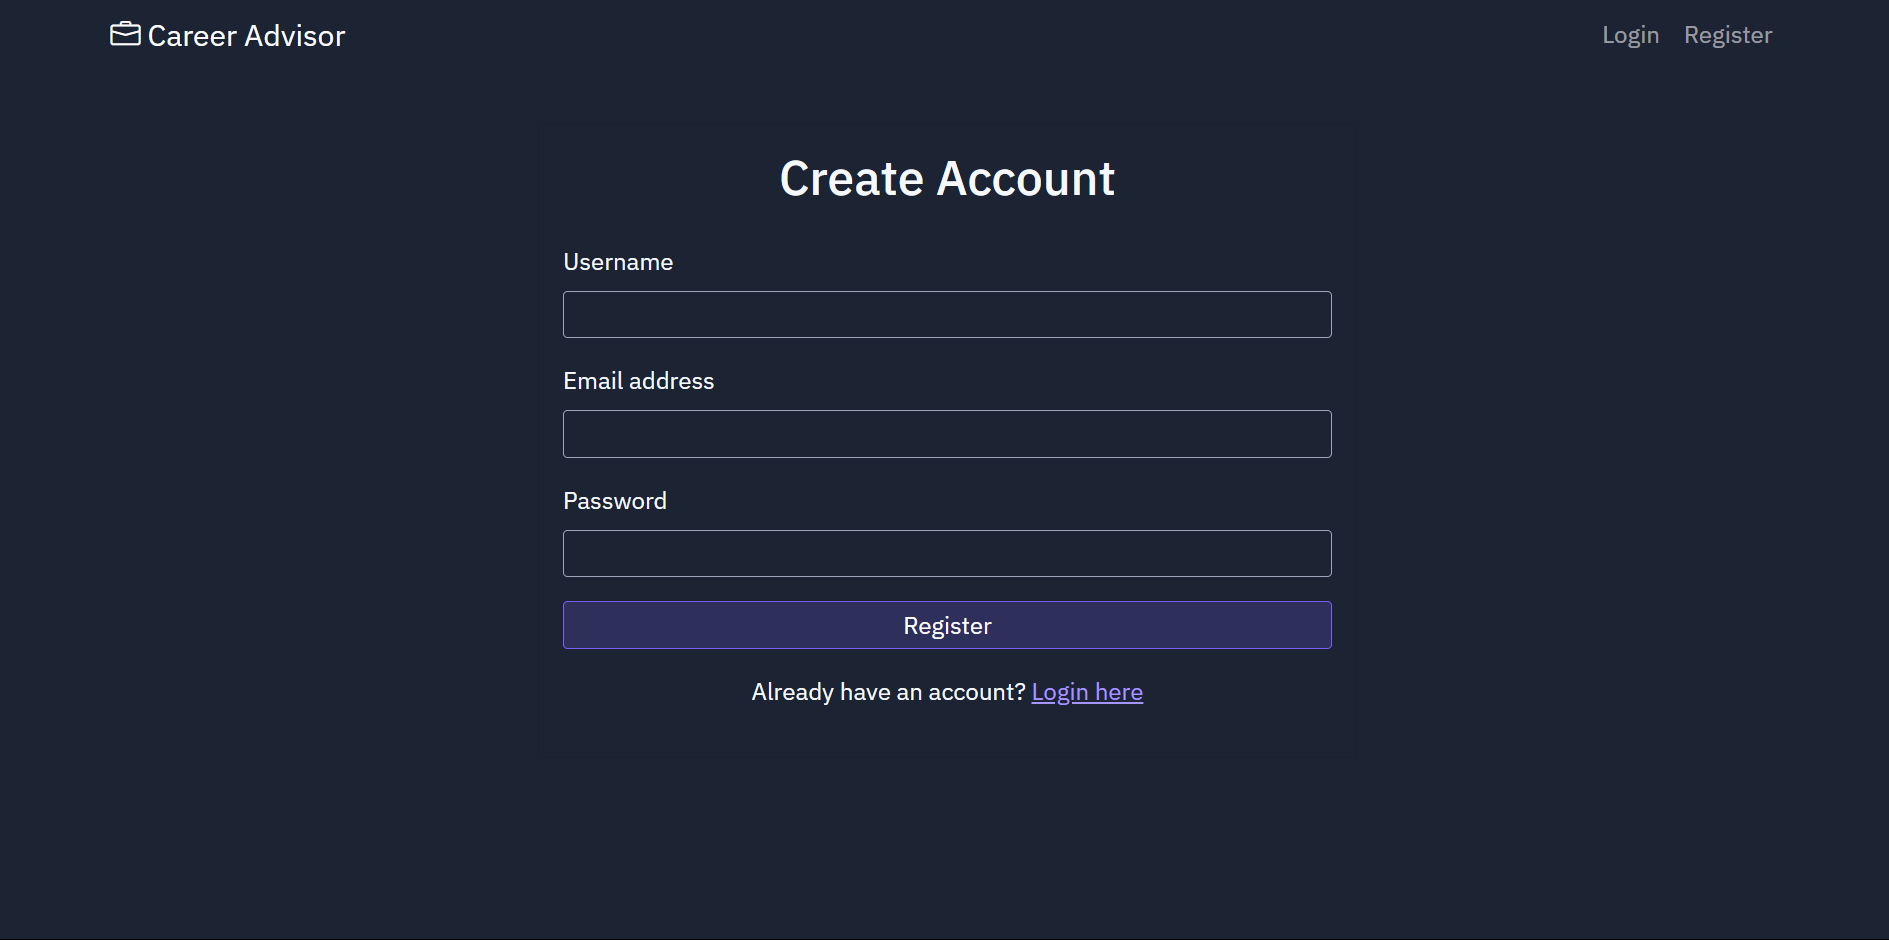 Career Advisor
Login Register
Create Account
Username
Email address
Password
Register
Already have an account? Login here